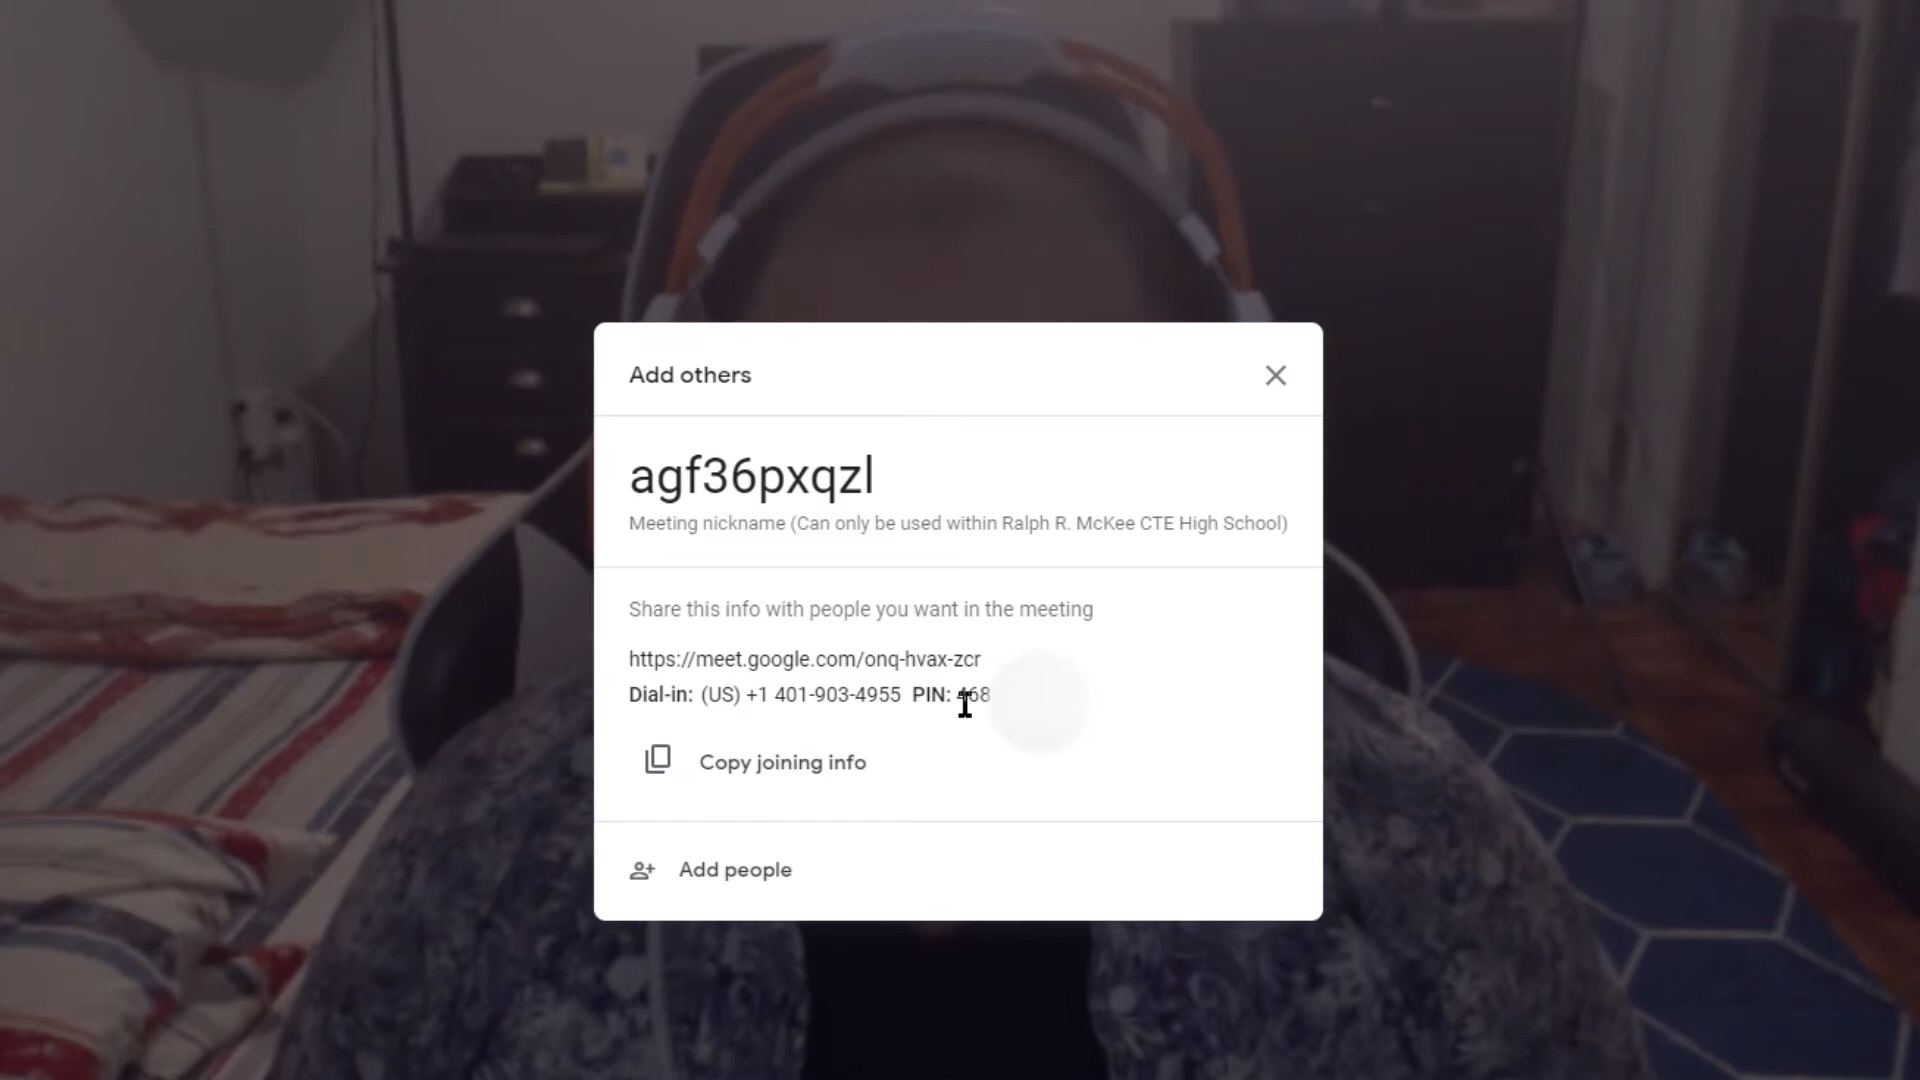 Add others
agf36pxqzl
Meeting nickname (Can only be used within Ralph R. McKee CTE High School)
Share this info with people you want in the meeting
https://meet.google.com/onq-hvax-zcr
Dial-in: (US) +1 401-903-4955 PIN:
Copy joining info
Add people